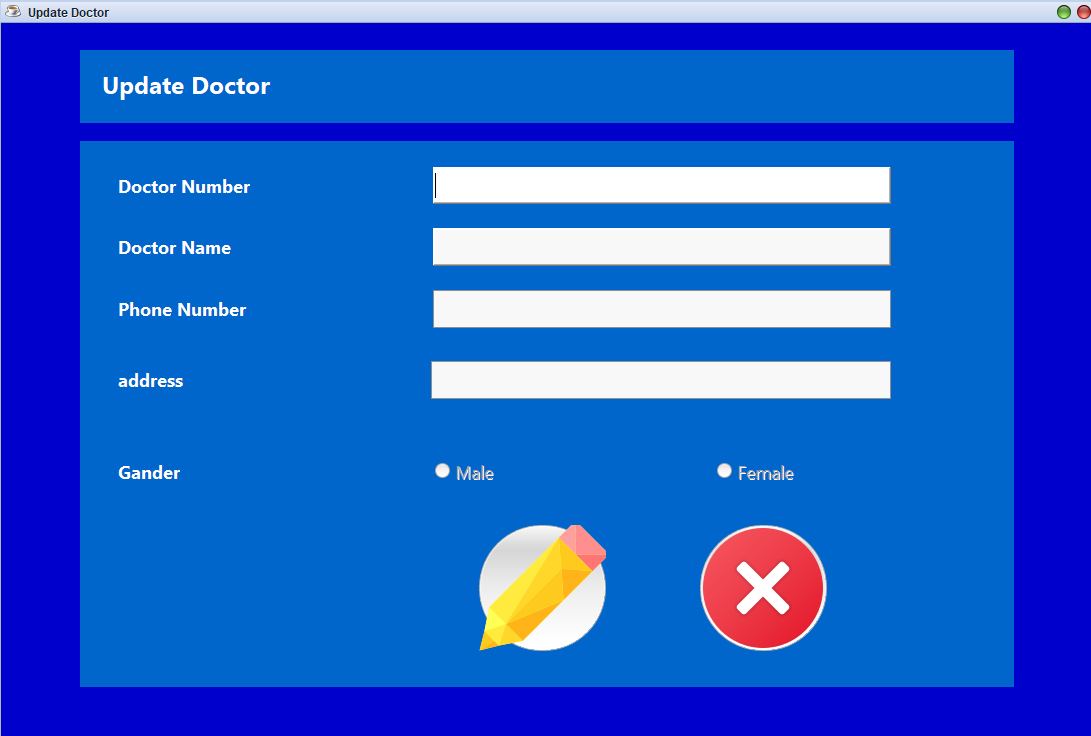 Update Doctor
Update Doctor
Doctor Number
Doctor Name
Phone Number
address
Gander
Male
Female